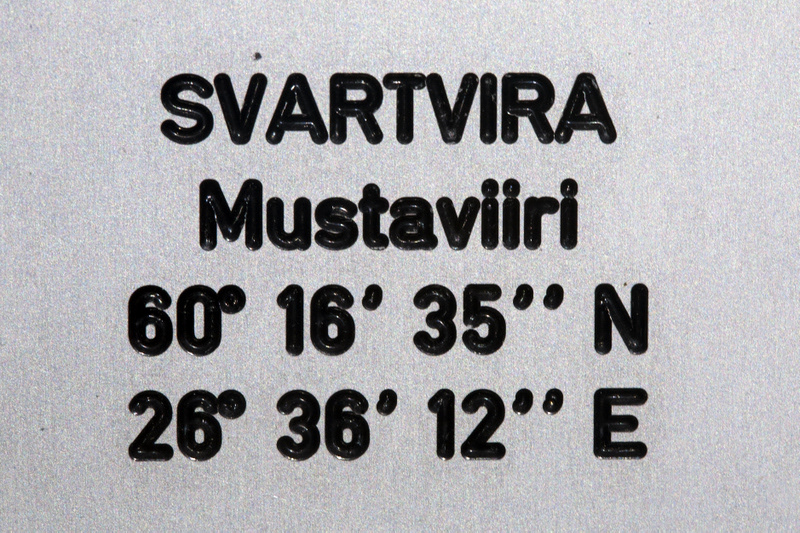 SVARTVIRA
Mustaviiri
60° 16’ 35’’ N
26° 36’ 12’’ E